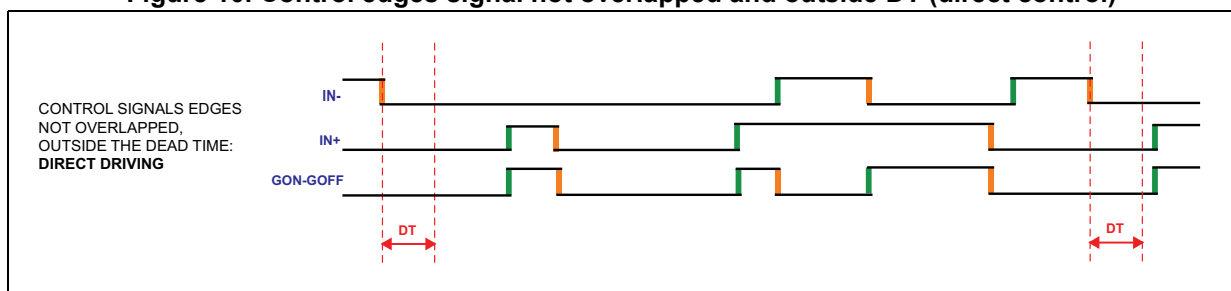 Figure 10. Control edges signal not overlapped and outside DT (direct control)
CONTROL SIGNALS EDGES
NOT OVERLAPPED,
OUTSIDE THE DEAD TIME:
DIRECT DRIVING
IN-
IN+
GON-GOFF
DT
DT